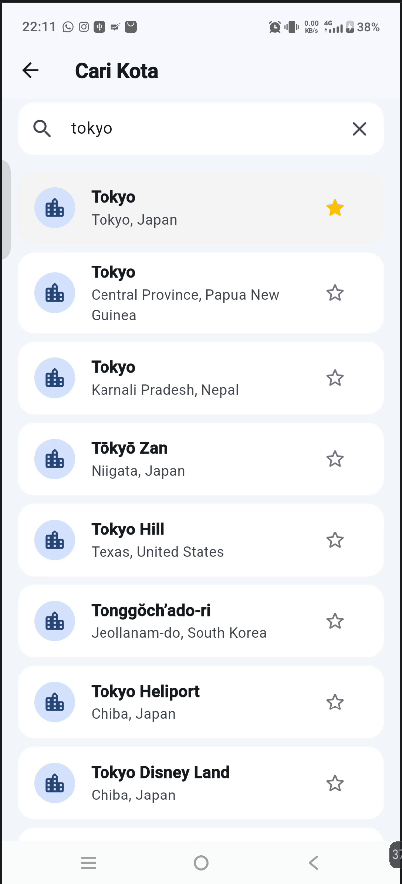 22:11 0.00 KB/s 4G 38%
Cari Kota
tokyo
Tokyo
Tokyo, Japan
Tokyo
Central Province, Papua New
Guinea
Tokyo
Karnali Pradesh, Nepal
Tōkyō Zan
Niigata, Japan
Tokyo Hill
Texas, United States
Tonggŏch’ado-ri
Jeollanam-do, South Korea
Tokyo Heliport
Chiba, Japan
Tokyo Disney Land
Chiba, Japan
37